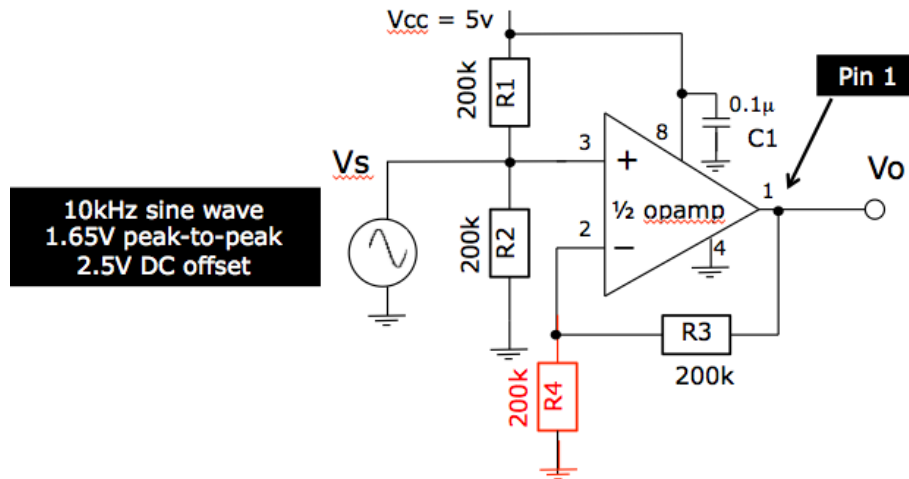 Vcc = 5v
Pin 1
200k
R1
0.1μ
C1
8
3
Vs
+
1
Vo
10kHz sine wave
1.65V peak-to-peak
2.5V DC offset
200k
R2
½ opamp
2
−
4
R3
200k
200k
R4